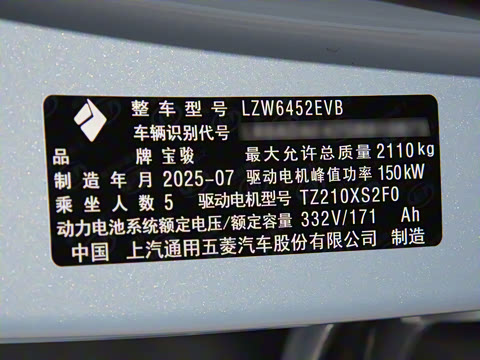 整车型号 LZW6452EVB
车辆识别代号
品牌 宝骏 最大允许总质量 2110kg
制造年月 2025-07 驱动电机峰值功率 150kW
乘坐人数 5 驱动电机型号 TZ210XS2F0
动力电池系统额定电压/额定容量 332V/171 Ah
中国 上汽通用五菱汽车股份有限公司 制造